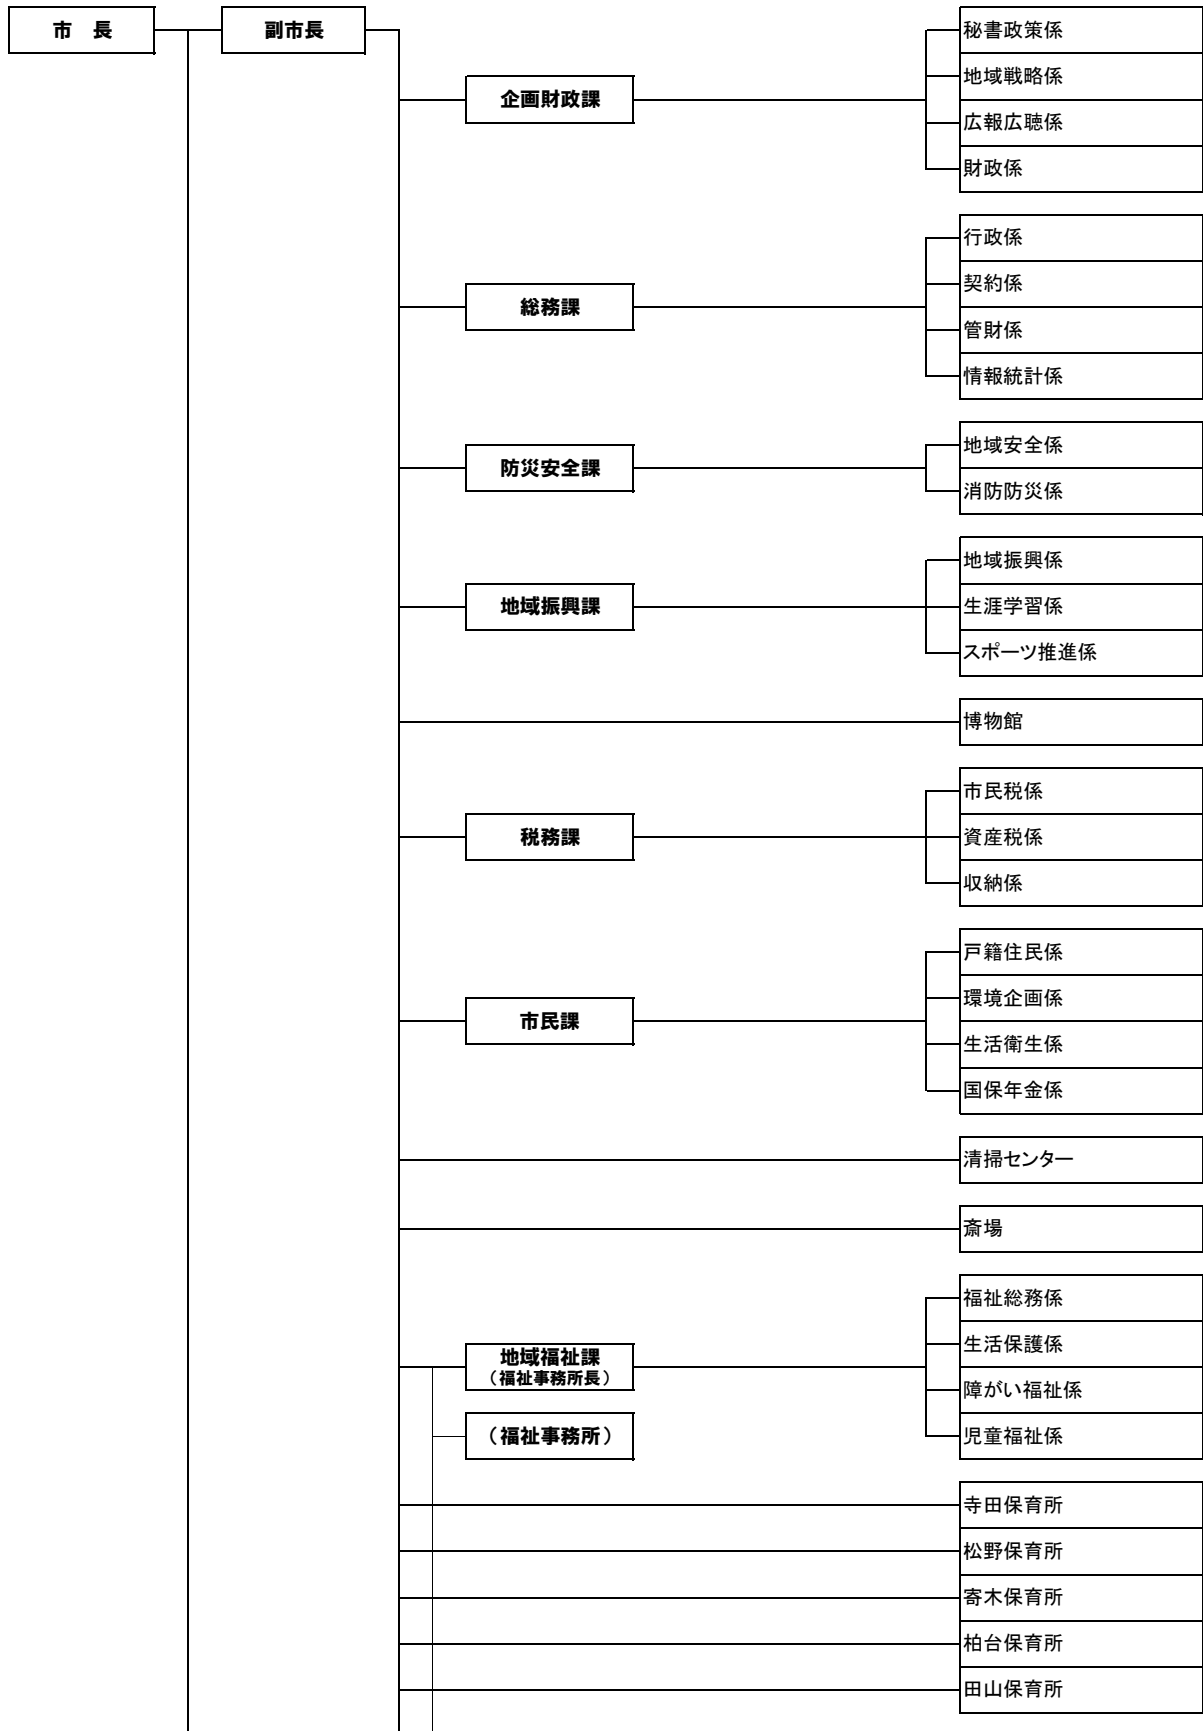 市　長
副市長
秘書政策係
地域戦略係
企画財政課
広報広聴係
財政係
行政係
契約係
総務課
管財係
情報統計係
地域安全係
防災安全課
消防防災係
地域振興係
地域振興課
生涯学習係
スポーツ推進係
博物館
市民税係
税務課
資産税係
収納係
戸籍住民係
環境企画係
市民課
生活衛生係
国保年金係
清掃センター
斎場
福祉総務係
生活保護係
地域福祉課
（福祉事務所長）
障がい福祉係
（福祉事務所）
児童福祉係
寺田保育所
松野保育所
寄木保育所
柏台保育所
田山保育所